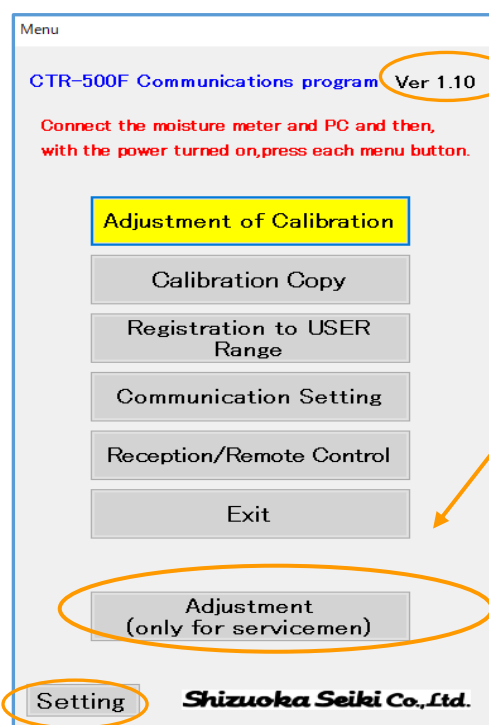 Menu
CTR-500F Communications program Ver 1.10
Connect the moisture meter and PC and then,
with the power turned on,press each menu button.
Adjustment of Calibration
Calibration Copy
Registration to USER
Range
Communication Setting
Reception/Remote Control
Exit
Adjustment
(only for servicemen)
Setting
Shizuoka Seiki Co.,Ltd.